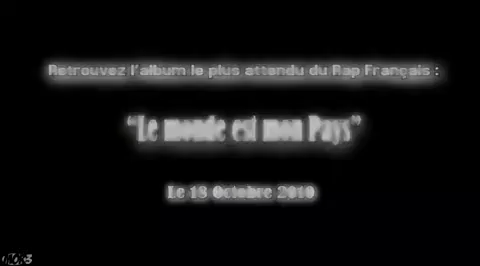 Retrouvez l'album le plus attendu du Rap Français :
“Le monde est mon Pays”
Le 18 Octobre 2010